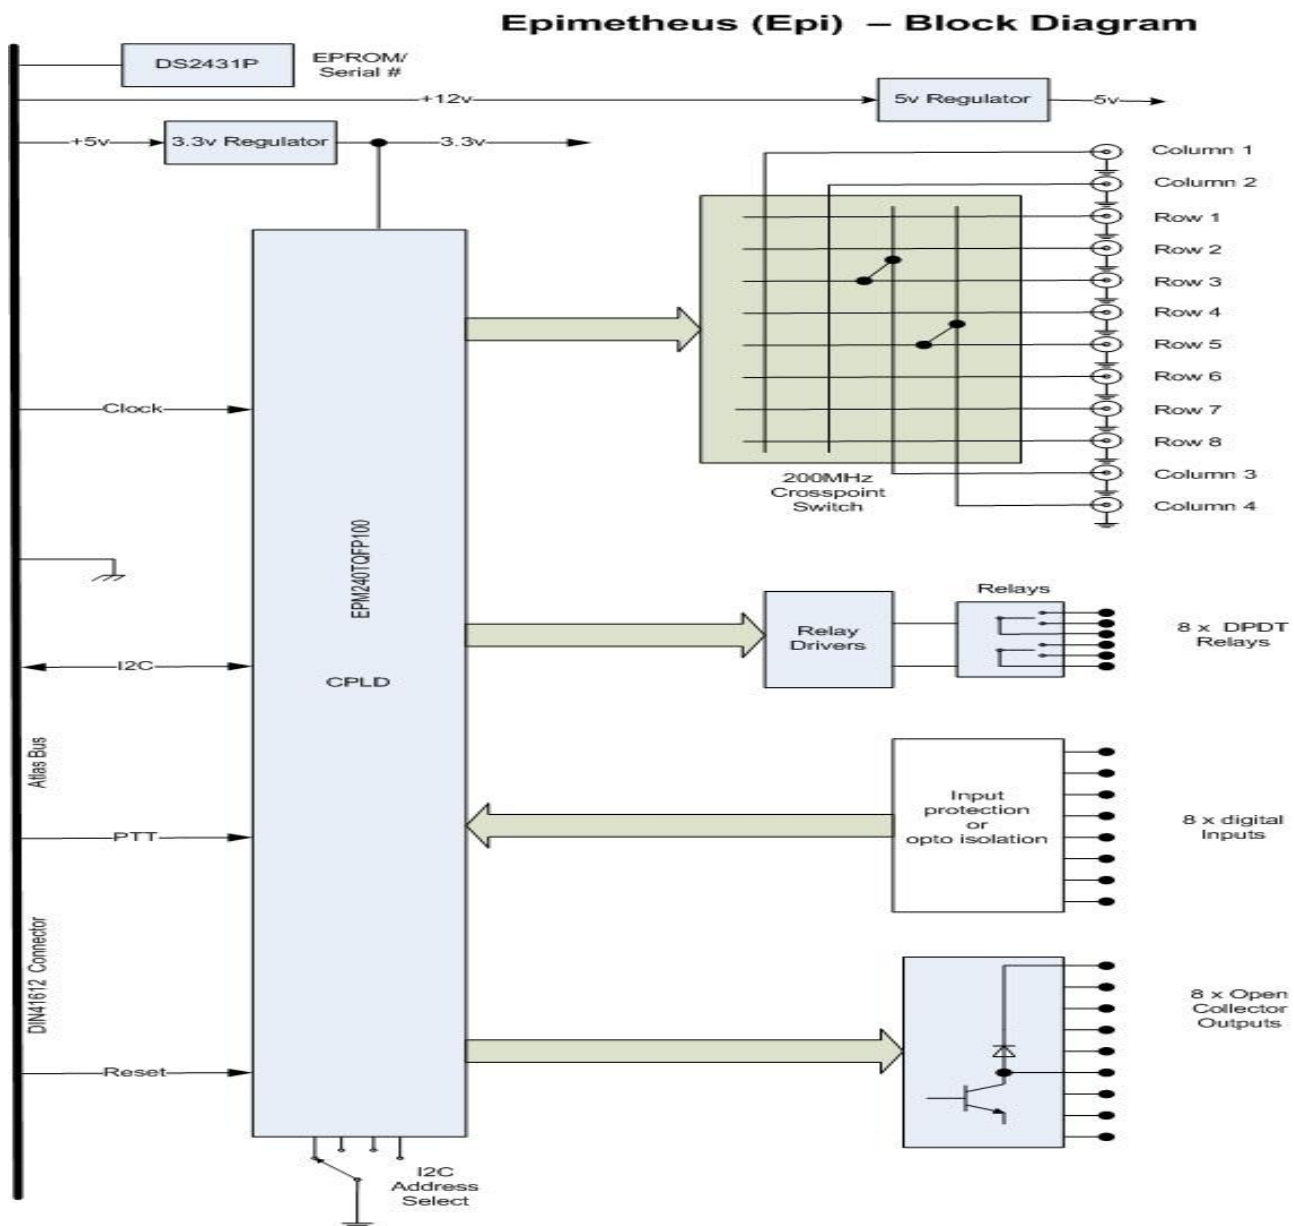 Epimetheus (Epi) – Block Diagram
DS2431P
EPROM/
Serial #
+12v
5v Regulator
5v
+5v
3.3v Regulator
3.3v
Column 1
Column 2
Row 1
Row 2
Row 3
Row 4
Row 5
Row 6
Row 7
Row 8
Column 3
Column 4
200MHz
Crosspoint
Switch
Clock
EPM240TQFP100
CPLD
I2C
Relay
Drivers
Relays
8 x DPDT
Relays
Atlas Bus
PTT
Input
protection
or
opto isolation
8 x digital
Inputs
DIN41612 Connector
8 x Open
Collector
Outputs
Reset
I2C
Address
Select